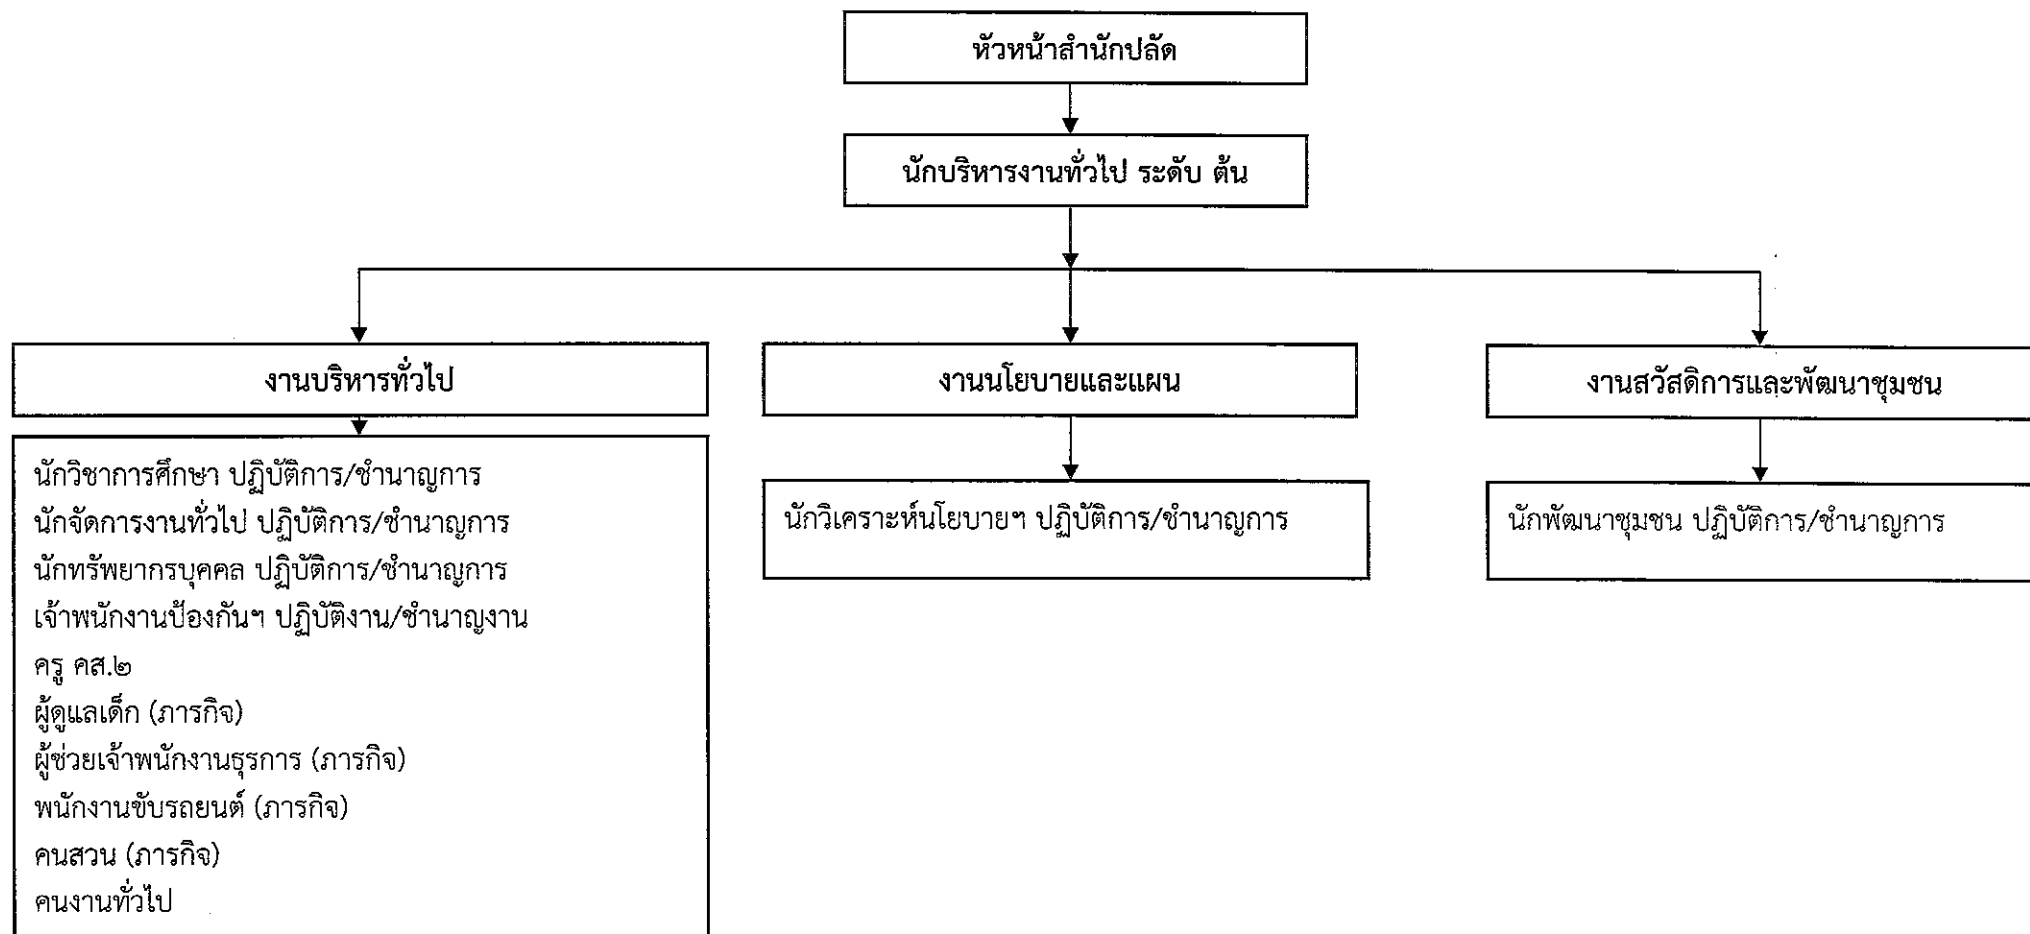 หัวหน้าสำนักปลัด
นักบริหารงานทั่วไป ระดับ ต้น
งานบริหารทั่วไป
นักวิชาการศึกษา ปฏิบัติการ/ชำนาญการ
นักจัดการงานทั่วไป ปฏิบัติการ/ชำนาญการ
นักทรัพยากรบุคคล ปฏิบัติการ/ชำนาญการ
เจ้าพนักงานป้องกันฯ ปฏิบัติงาน/ชำนาญงาน
ครู คศ.๒
ผู้ดูแลเด็ก (ภารกิจ)
ผู้ช่วยเจ้าพนักงานธุรการ (ภารกิจ)
พนักงานขับรถยนต์ (ภารกิจ)
คนสวน (ภารกิจ)
คนงานทั่วไป
งานนโยบายและแผน
นักวิเคราะห์นโยบายฯ ปฏิบัติการ/ชำนาญการ
งานสวัสดิการและพัฒนาชุมชน
นักพัฒนาชุมชน ปฏิบัติการ/ชำนาญการ